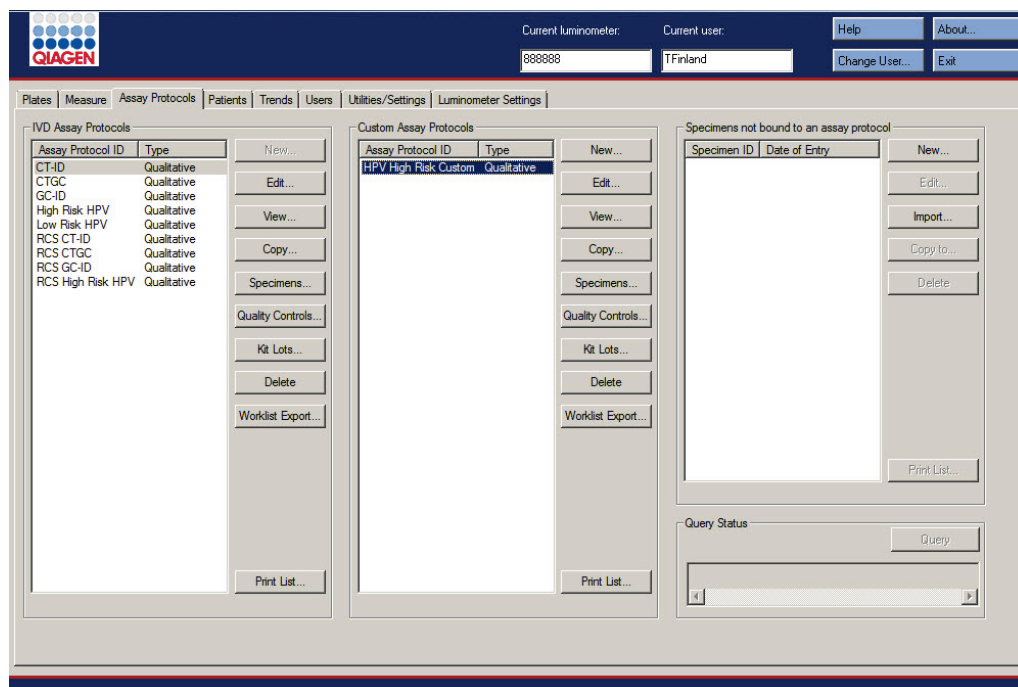 QIAGEN
Current luminometer:
888888
Current user:
TFinland
Help
About...
Change User...
Exit
Plates
Measure
Assay Protocols
Patients
Trends
Users
Utilities/Settings
Luminometer Settings
IVD Assay Protocols
Assay Protocol ID Type
CT-ID Qualitative
CTGC Qualitative
GC-ID Qualitative
High Risk HPV Qualitative
Low Risk HPV Qualitative
RCS CT-ID Qualitative
RCS CTGC Qualitative
RCS GC-ID Qualitative
RCS High Risk HPV Qualitative
New...
Edit...
View...
Copy...
Specimens...
Quality Controls...
Kit Lots...
Delete
Worklist Export...
Print List...
Custom Assay Protocols
Assay Protocol ID Type
HPV High Risk Custom Qualitative
New...
Edit...
View...
Copy...
Specimens...
Quality Controls...
Kit Lots...
Delete
Worklist Export...
Print List...
Specimens not bound to an assay protocol
Specimen ID Date of Entry
New...
Edit...
Import...
Copy to...
Delete
Print List...
Query Status
Query